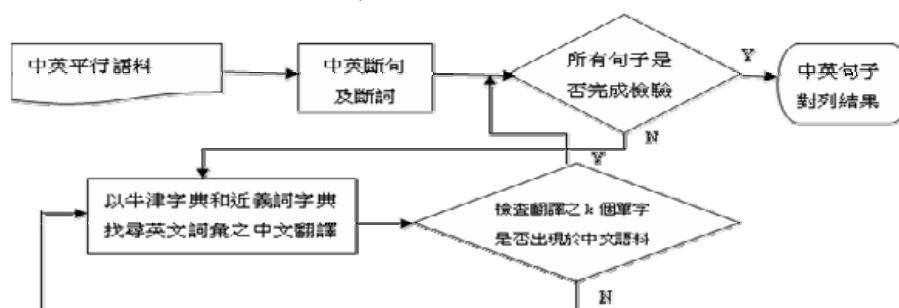 中英平行語料
中英斷句
及斷詞
所有句子是
否完成檢驗
Y
中英句子
對列結果
N
Y
以牛津字典和近義詞字典
找尋英文詞彙之中文翻譯
檢查翻譯之 k 個單字
是否出現於中文語料
N